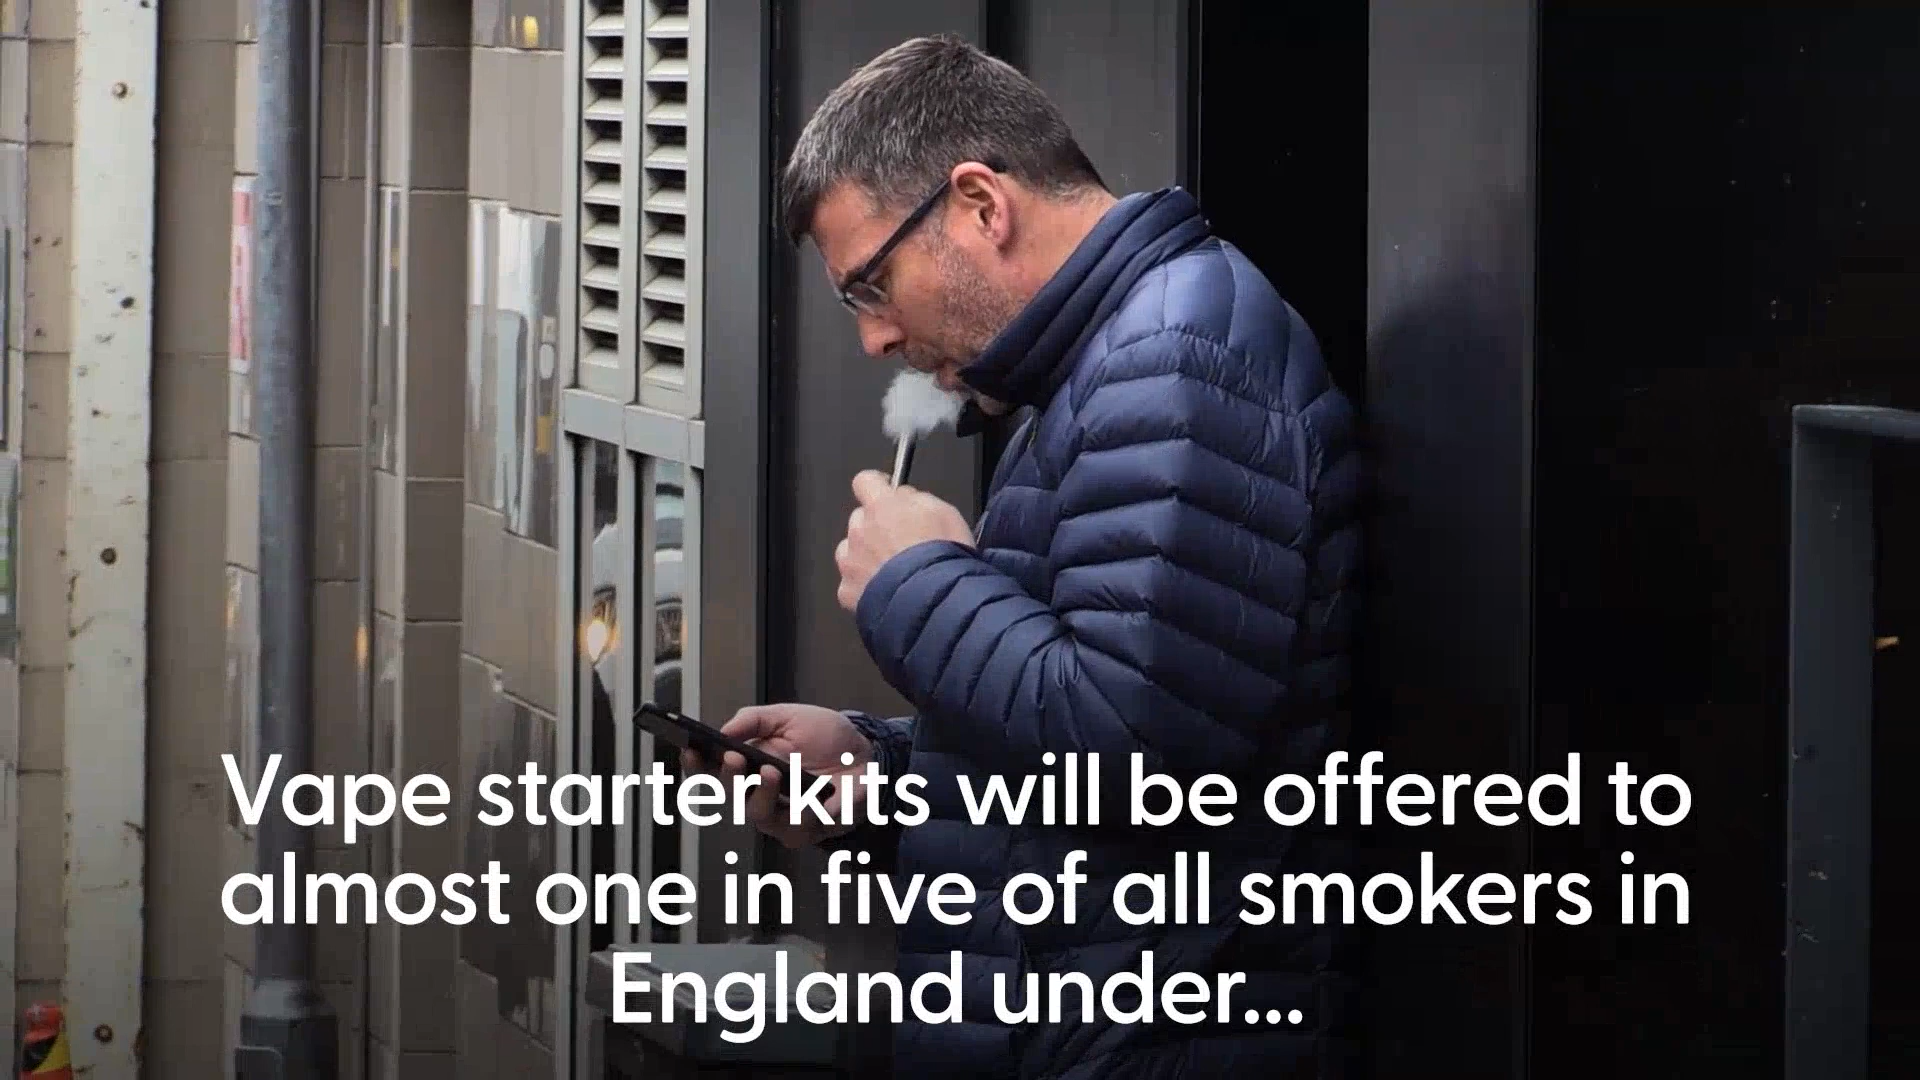 Vape starter kits will be offered to
almost one in five of all smokers in
England under...